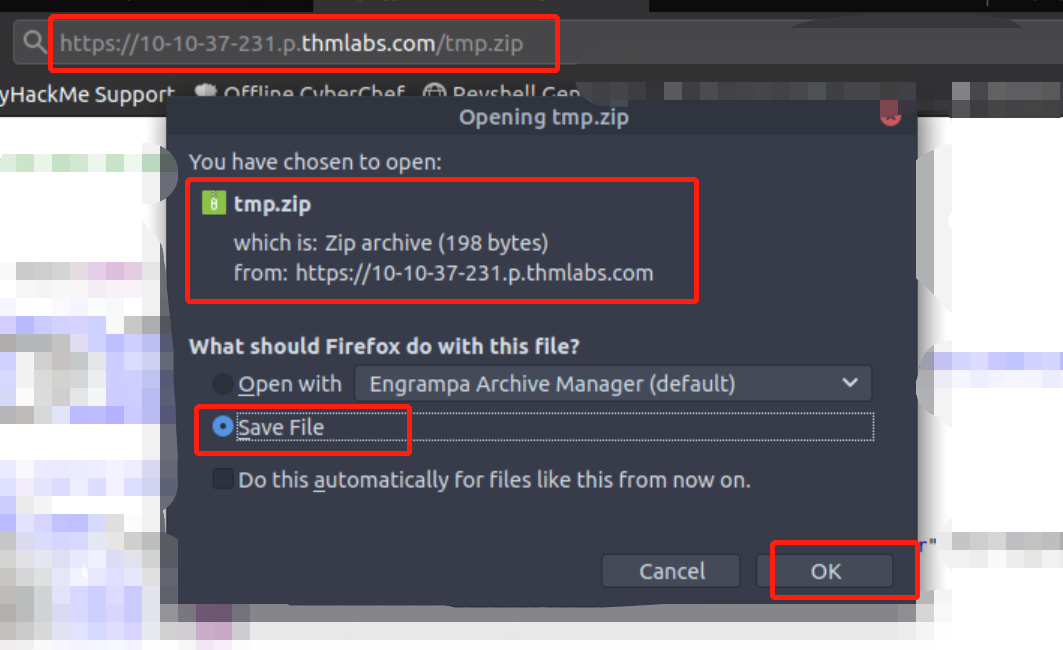 https://10-10-37-231.p.thmlabs.com/tmp.zip
yHackMe Support Offline CyberChef Revshell Gen
Opening tmp.zip
You have chosen to open:
tmp.zip
which is: Zip archive (198 bytes)
from: https://10-10-37-231.p.thmlabs.com
What should Firefox do with this file?
Open with Engrampa Archive Manager (default)
Save File
Do this automatically for files like this from now on.
r"
Cancel OK